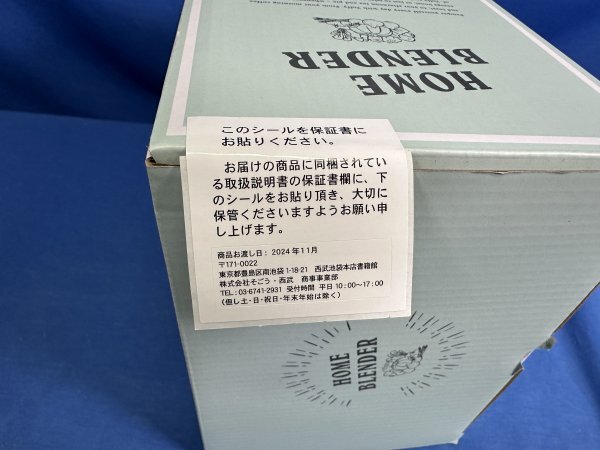 HOME
BLENDER
このシールを保証書に
お貼りください。
お届けの商品に同梱されてい
る取扱説明書の保証書欄に、下
のシールをお貼り頂き、大切に
保管くださいますようお願い申
し上げます。
商品お渡し日：2024年11月
〒171-0022
東京都豊島区南池袋1-18-21 西武池袋本店書籍館
株式会社そごう・西武 商事事業部
TEL：03-6741-2931 受付時間 平日10：00～17：00
（但し土・日・祝日・年末年始は除く）
HOME
BLENDER